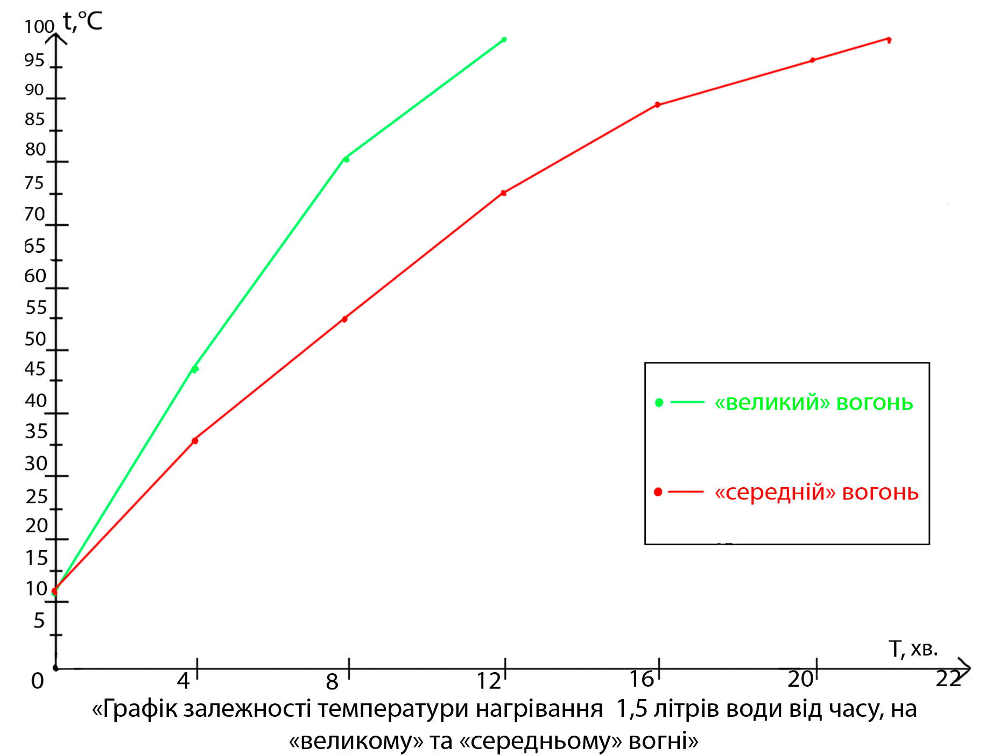 100 t,°C
95
90
85
80
75
70
65
60
55
50
45
40
35
30
25
20
15
10
5
«великий» вогонь
«середній» вогонь
Т, хв.
0 4 8 12 16 20 22
«Графік залежності температури нагрівання 1,5 літрів води від часу, на
«великому» та «середньому» вогні»